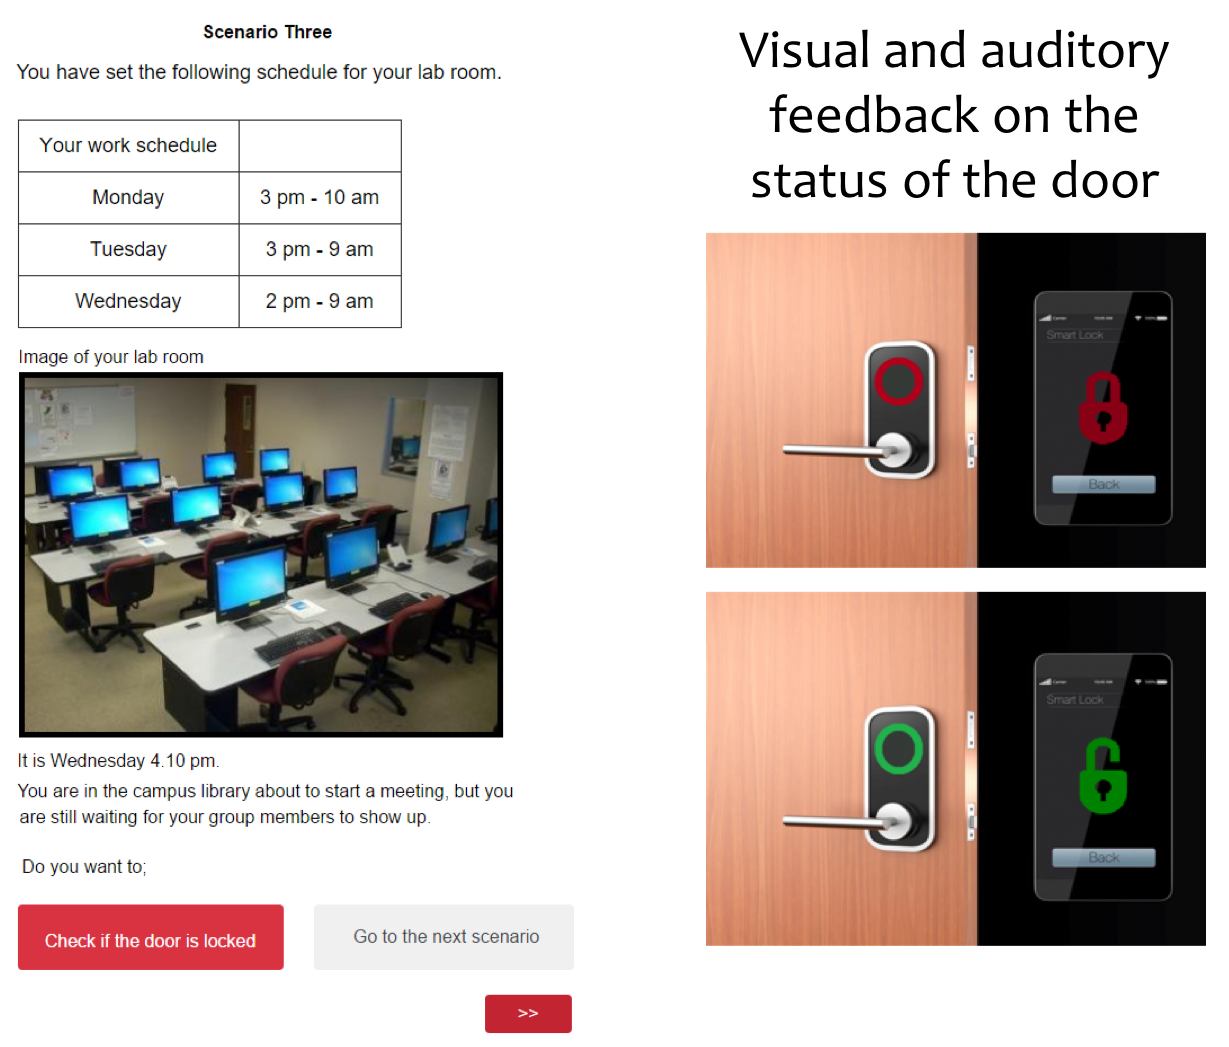 Scenario Three
You have set the following schedule for your lab room.
Your work schedule
Monday 3 pm - 10 am
Tuesday 3 pm - 9 am
Wednesday 2 pm - 9 am
Image of your lab room
It is Wednesday 4.10 pm.
You are in the campus library about to start a meeting, but you
are still waiting for your group members to show up.
Do you want to;
Check if the door is locked
Go to the next scenario
>>
Visual and auditory
feedback on the
status of the door
Carrier
Smart Lock
Back
Carrier
Smart Lock
Back